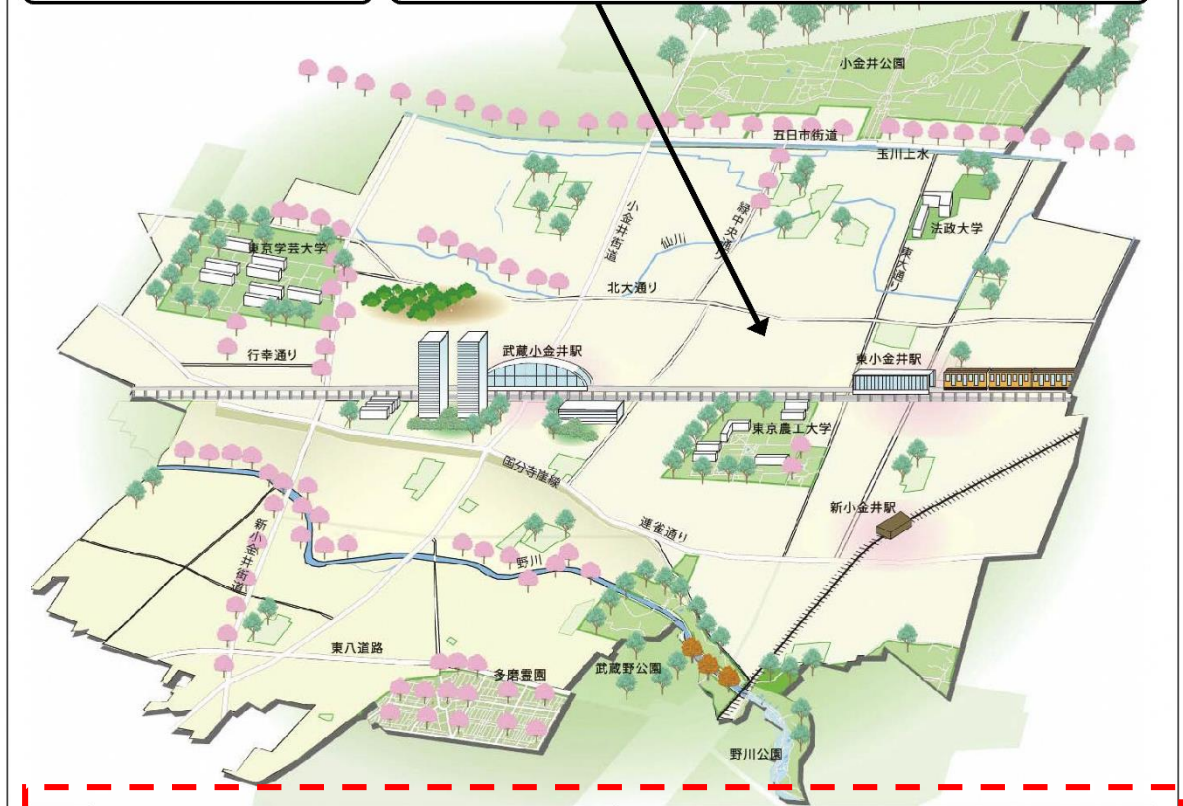 小金井公園
五日市街道
玉川上水
法政大学
小金井街道
緑中央通り
仙川
東大通り
東京学芸大学
北大通り
行幸通り
武蔵小金井駅
東小金井駅
東京農工大学
国分寺崖線
連雀通り
新小金井駅
新小金井街道
野川
東八道路
多磨霊園
武蔵野公園
野川公園